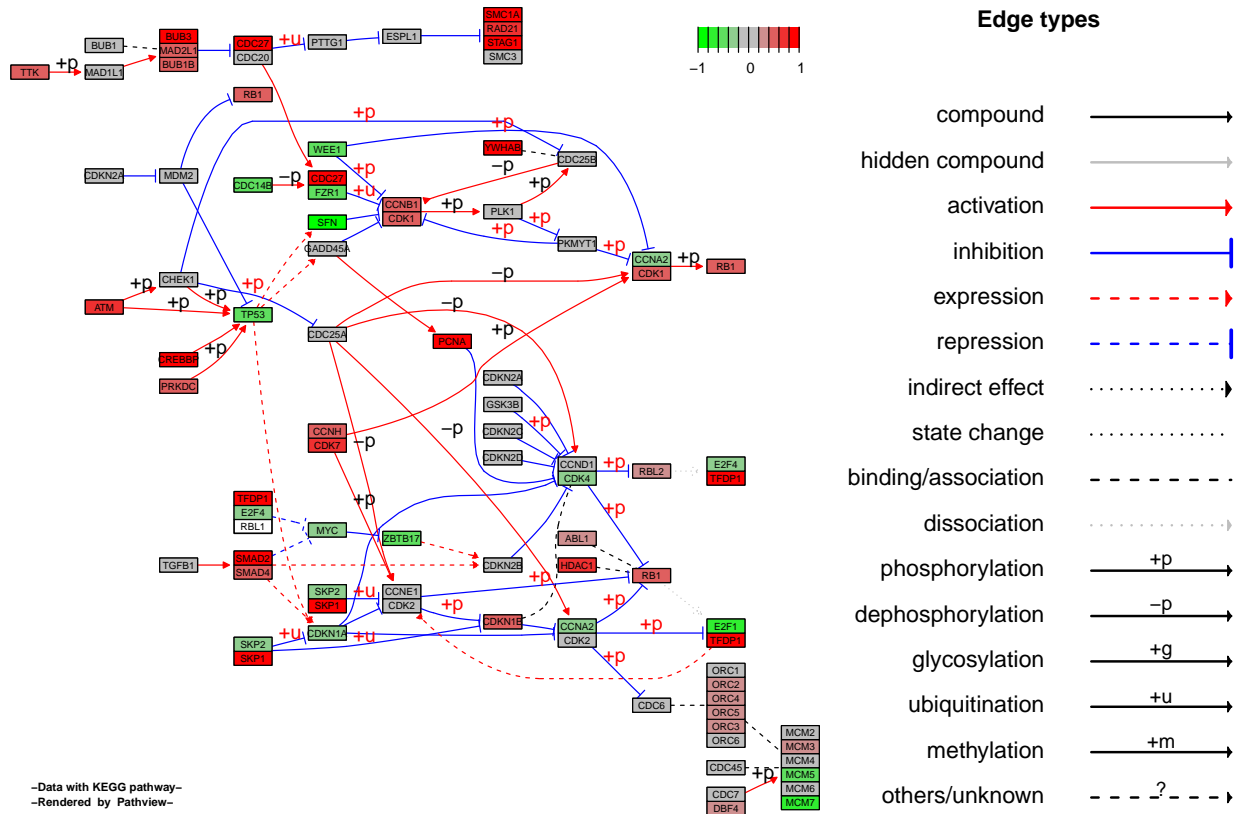 Edge types
compound
hidden compound
activation
inhibition
expression
repression
indirect effect
state change
binding/association
dissociation
phosphorylation +p
dephosphorylation −p
glycosylation +g
ubiquitination +u
methylation +m
others/unknown ?
−1 0 1
SMC1A
RAD21
STAG1
SMC3
BUB1
BUB3
MAD2L1
BUB1B
CDC27
CDC20
+u
PTTG1
ESPL1
TTK
+p
MAD1L1
RB1
+p
+p
WEE1
YWHAB
CDC25B
CDKN2A
MDM2
CDC14B
−p
CDC27
FZR1
+p
+u
−p
+p
CCNB1
CDK1
+p
PLK1
+p
SFN
GADD45A
+p
PKMYT1
+p
CCNA2
CDK1
+p
RB1
CHEK1
+p
ATM
+p
+p
+p
TP53
−p
−p
CDC25A
PCNA
+p
CREBBP
+p
PRKDC
CDKN2A
GSK3B
+p
CDKN2C
CDKN2D
CCNH
CDK7
−p
−p
CCND1
CDK4
+p
RBL2
E2F4
TFDP1
TFDP1
E2F4
RBL1
+p
+p
MYC
ZBTB17
ABL1
TGFB1
SMAD2
SMAD4
CDKN2B
HDAC1
RB1
+p
SKP2
SKP1
+u
CCNE1
CDK2
+p
CDKN1B
+p
CDKN1A
CCNA2
CDK2
+p
E2F1
TFDP1
SKP2
SKP1
+u
+u
+p
CDC6
ORC1
ORC2
ORC4
ORC5
ORC3
ORC6
MCM2
MCM3
MCM4
MCM5
MCM6
MCM7
CDC45
+p
CDC7
DBF4
−Data with KEGG pathway−
−Rendered by Pathview−